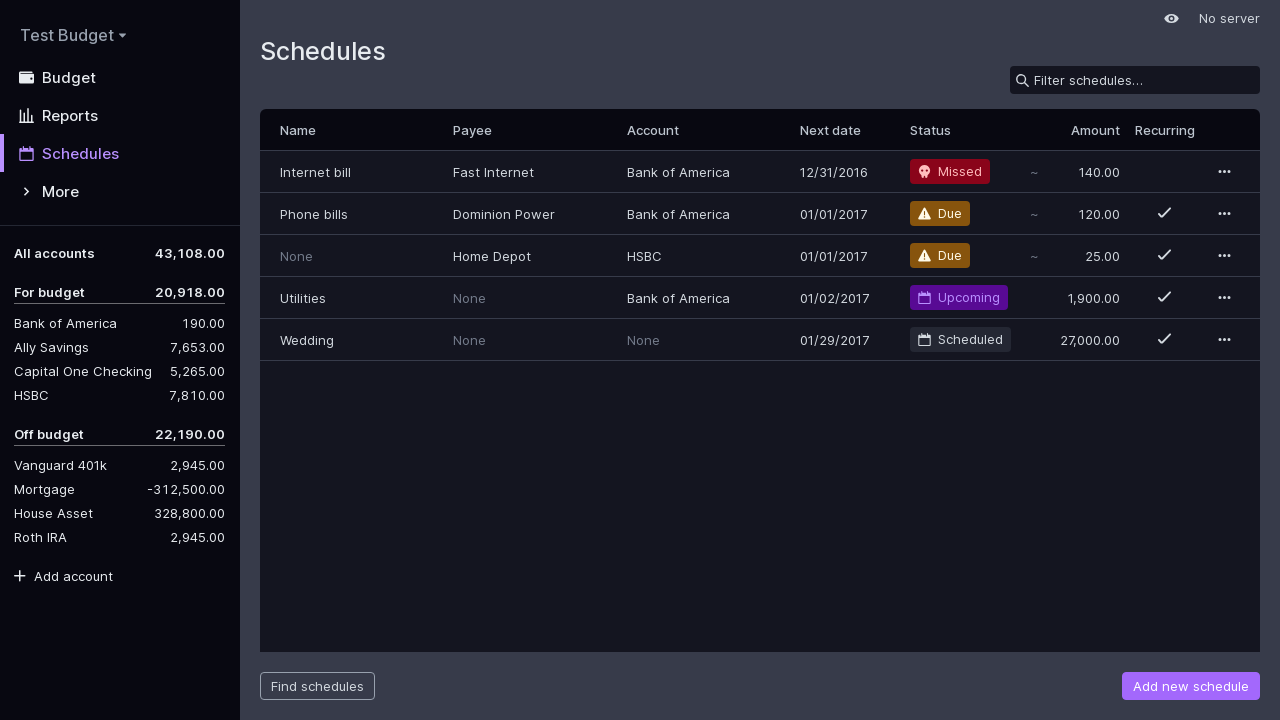 Test Budget
Budget
Reports
Schedules
More
All accounts 43,108.00
For budget 20,918.00
Bank of America 190.00
Ally Savings 7,653.00
Capital One Checking 5,265.00
HSBC 7,810.00
Off budget 22,190.00
Vanguard 401k 2,945.00
Mortgage -312,500.00
House Asset 328,800.00
Roth IRA 2,945.00
Add account
No server
Schedules
Filter schedules…
Name Payee Account Next date Status Amount Recurring
Internet bill Fast Internet Bank of America 12/31/2016 Missed ~ 140.00
Phone bills Dominion Power Bank of America 01/01/2017 Due ~ 120.00
None Home Depot HSBC 01/01/2017 Due ~ 25.00
Utilities None Bank of America 01/02/2017 Upcoming 1,900.00
Wedding None None 01/29/2017 Scheduled 27,000.00
Find schedules Add new schedule